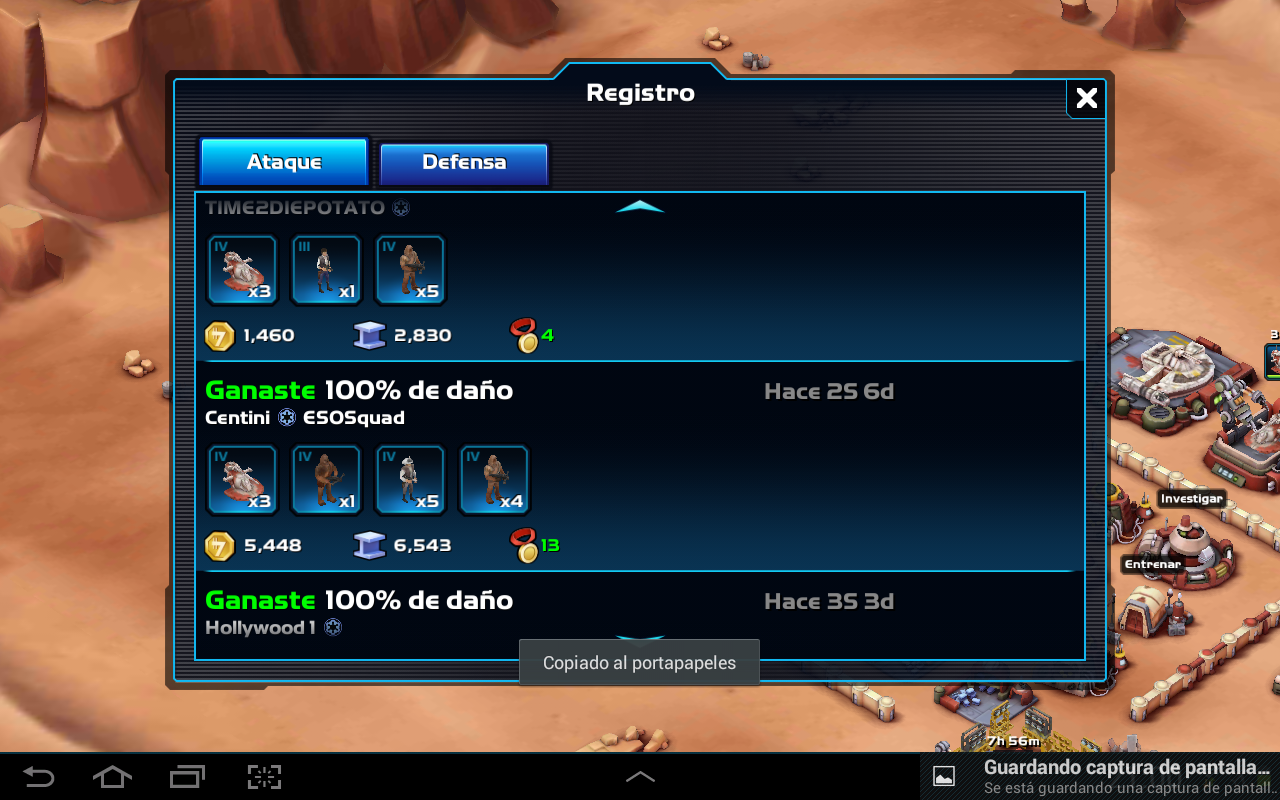 Registro
Ataque
Defensa
TIME2DIEPOTATO
IV x3 III x1 IV x5
1,460 2,830 4
Ganaste 100% de daño Hace 2S 6d
Centini ESOSquad
IV x3 IV x1 IV x5 IV x4
5,448 6,543 13
Ganaste 100% de daño Hace 3S 3d
Hollywood 1
Copiado al portapapeles
Investigar
Entrenar
7h 56m
Guardando captura de pantalla...
Se está guardando una captura de pantall...